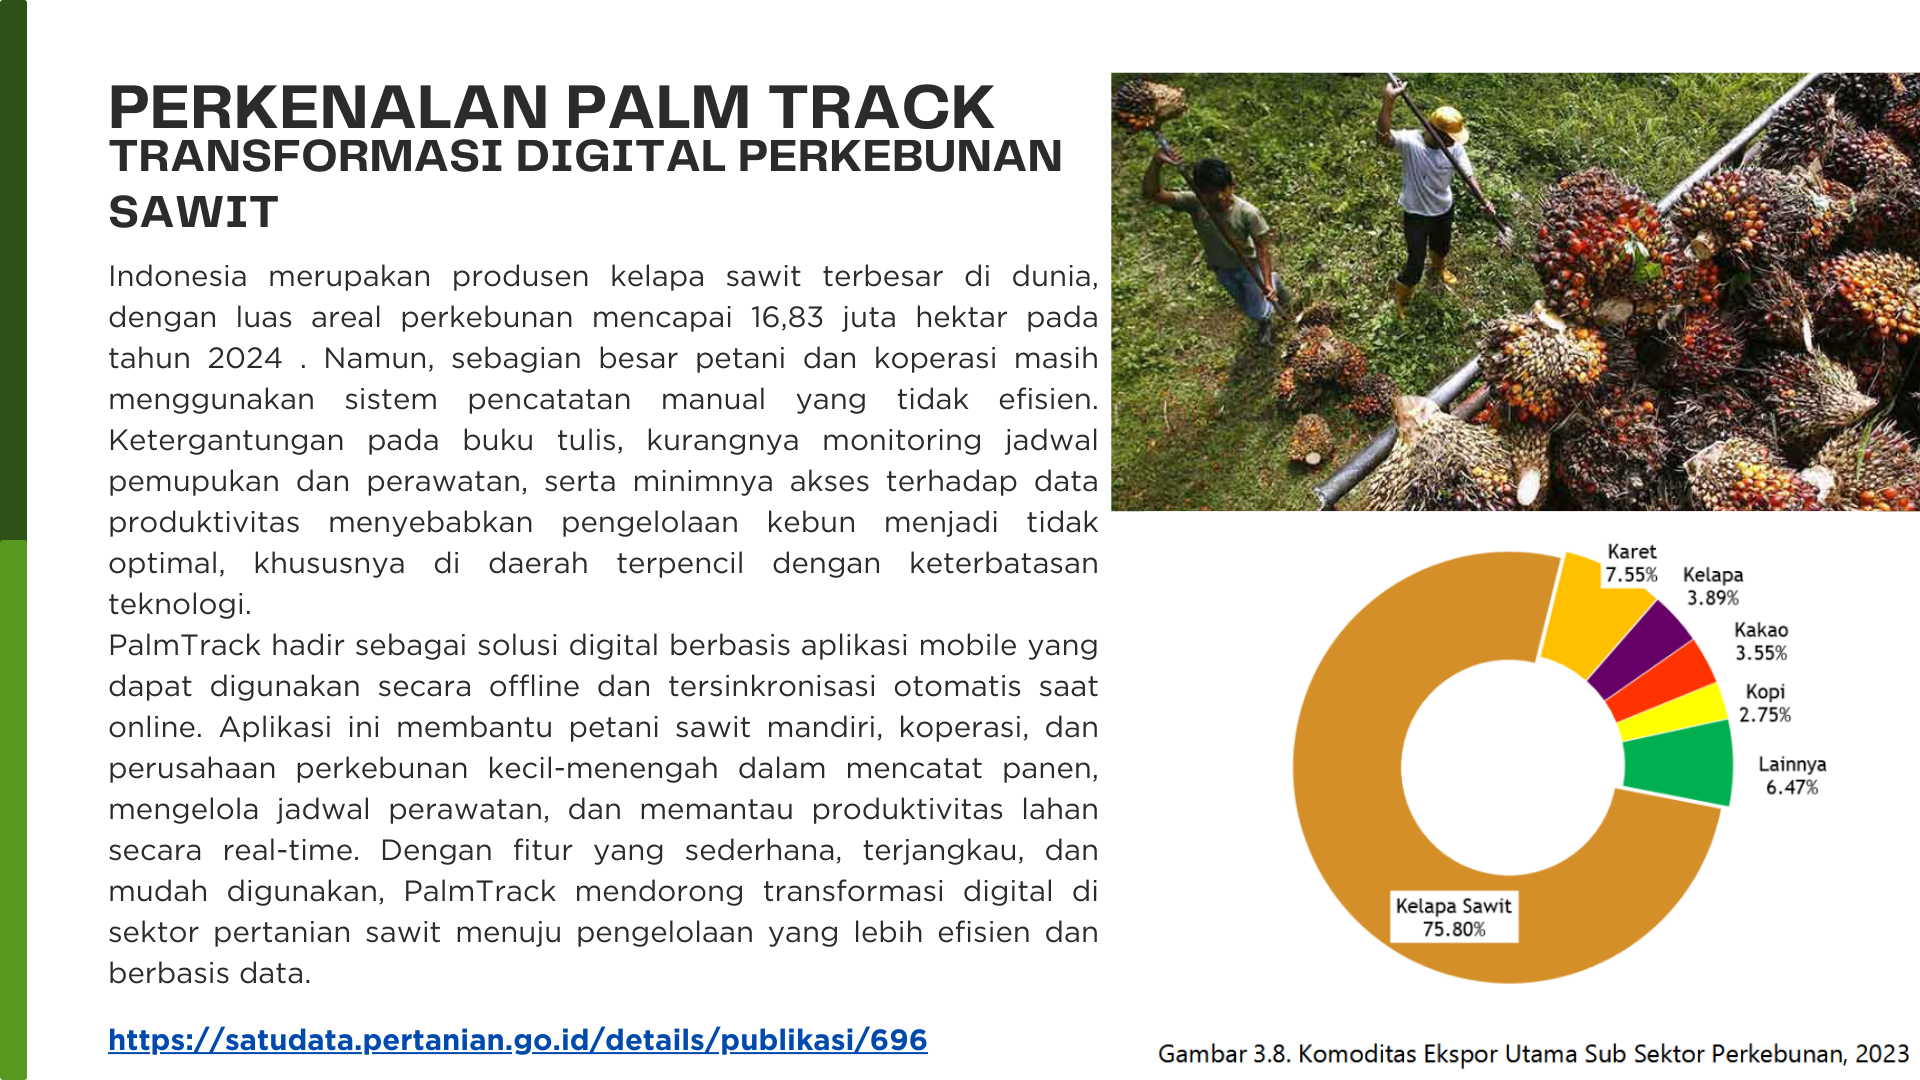 PERKENALAN PALM TRACK
TRANSFORMASI DIGITAL PERKEBUNAN
SAWIT
Indonesia merupakan produsen kelapa sawit terbesar di dunia,
dengan luas areal perkebunan mencapai 16,83 juta hektar pada
tahun 2024 . Namun, sebagian besar petani dan koperasi masih
menggunakan sistem pencatatan manual yang tidak efisien.
Ketergantungan pada buku tulis, kurangnya monitoring jadwal
pemupukan dan perawatan, serta minimnya akses terhadap data
produktivitas menyebabkan pengelolaan kebun menjadi tidak
optimal, khususnya di daerah terpencil dengan keterbatasan
teknologi.
PalmTrack hadir sebagai solusi digital berbasis aplikasi mobile yang
dapat digunakan secara offline dan tersinkronisasi otomatis saat
online. Aplikasi ini membantu petani sawit mandiri, koperasi, dan
perusahaan perkebunan kecil-menengah dalam mencatat panen,
mengelola jadwal perawatan, dan memantau produktivitas lahan
secara real-time. Dengan fitur yang sederhana, terjangkau, dan
mudah digunakan, PalmTrack mendorong transformasi digital di
sektor pertanian sawit menuju pengelolaan yang lebih efisien dan
berbasis data.
https://satudata.pertanian.go.id/details/publikasi/696
Karet
7.55%
Kelapa
3.89%
Kakao
3.55%
Kopi
2.75%
Lainnya
6.47%
Kelapa Sawit
75.80%
Gambar 3.8. Komoditas Ekspor Utama Sub Sektor Perkebunan, 2023